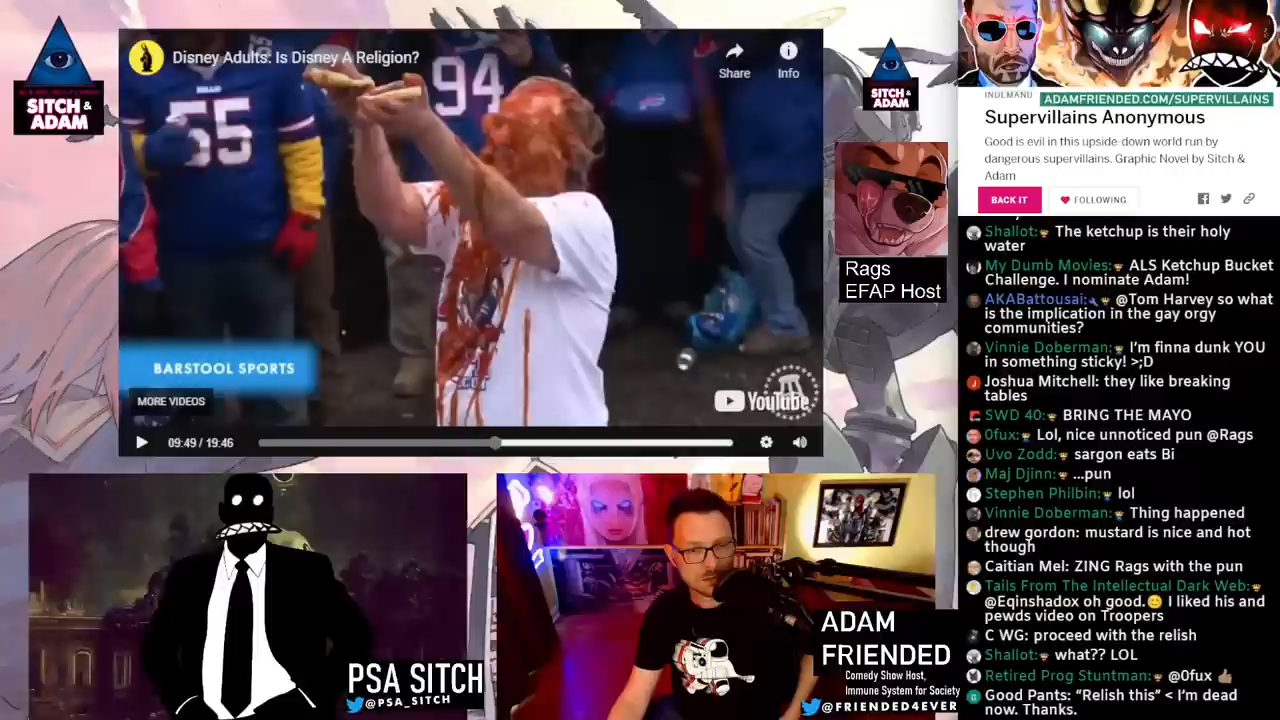 SITCH &
ADAM
Disney Adults: Is Disney A Religion?
Share
Info
55
94
BARSTOOL SPORTS
MORE VIDEOS
YouTube
09:49 / 19:46
SITCH &
ADAM
Rags
EFAP Host
INDEMAND
ADAMFRIENDED.COM/SUPERVILLAINS
Supervillains Anonymous
Good is evil in this upside-down world run by
dangerous supervillains. Graphic Novel by Sitch &
Adam
BACK IT
FOLLOWING
Shallot: The ketchup is their holy
water
My Dumb Movies: ALS Ketchup Bucket
Challenge. I nominate Adam!
AKABattousai: @Tom Harvey so what
is the implication in the gay orgy
communities?
Vinnie Doberman: I'm finna dunk YOU
in something sticky! >;D
Joshua Mitchell: they like breaking
tables
SWD 40: BRING THE MAYO
0fux: Lol, nice unnoticed pun @Rags
Uvo Zodd: sargon eats Bi
Maj Djinn: ...pun
Stephen Philbin: lol
Vinnie Doberman: Thing happened
drew gordon: mustard is nice and hot
though
Caitian Mel: ZING Rags with the pun
Tails From The Intellectual Dark Web:
@Eqinshadox oh good.😊 I liked his and
pewds video on Troopers
C WG: proceed with the relish
Shallot: what?? LOL
Retired Prog Stuntman: @0fux 👍🏽
Good Pants: “Relish this” < I'm dead
now. Thanks.
PSA SITCH
@PSA_SITCH
ADAM
FRIENDED
Comedy Show Host,
Immune System for Society
@FRIENDED4EVER